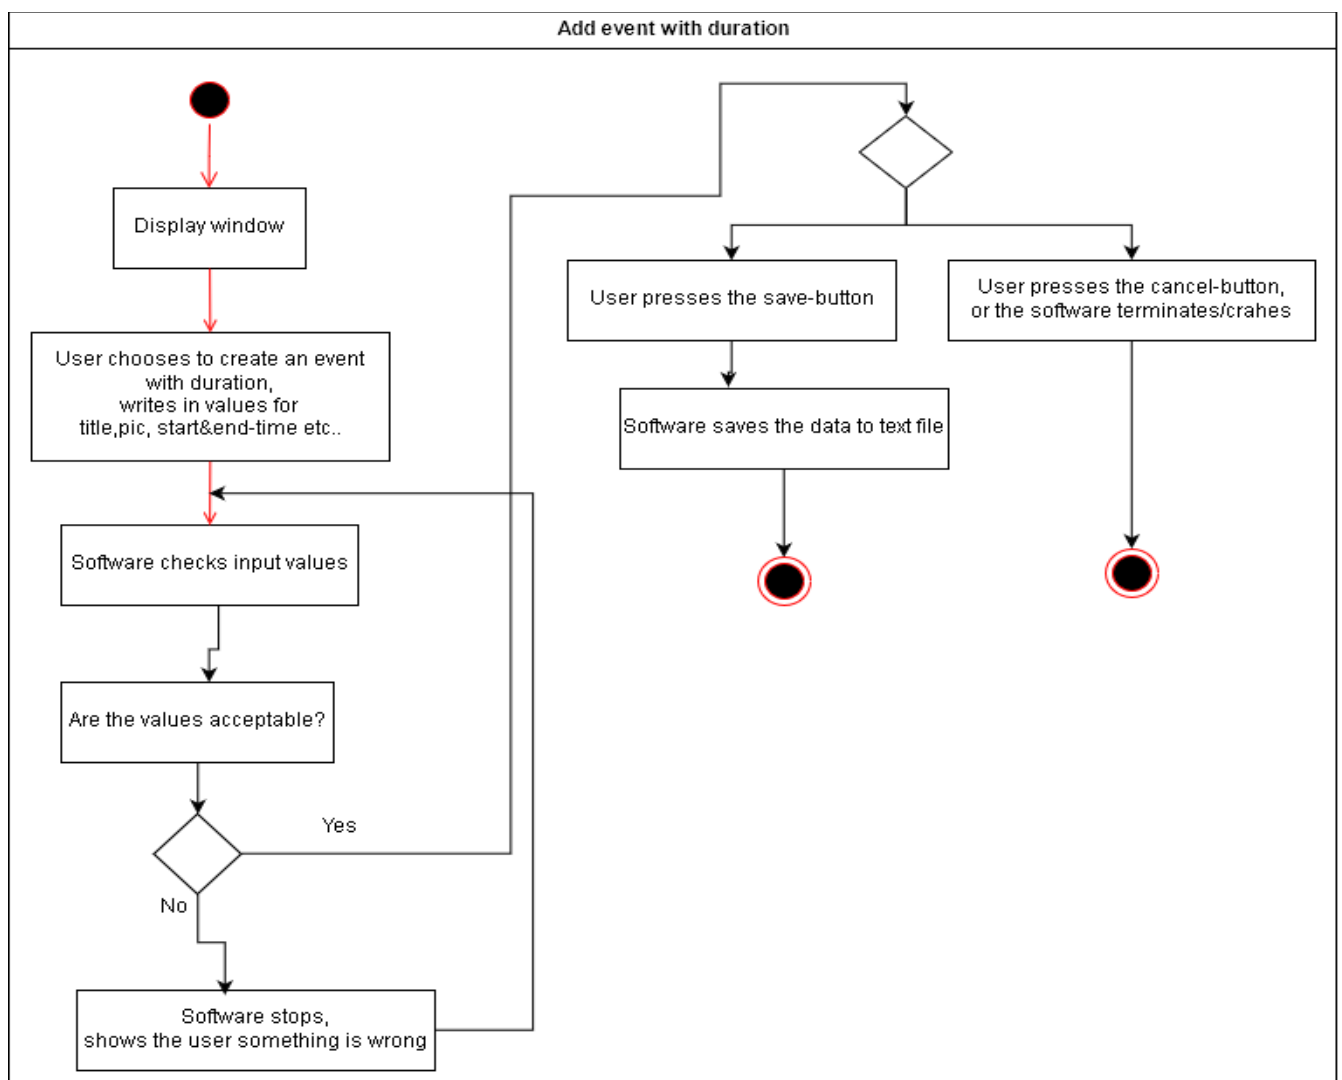 Add event with duration
Display window
User chooses to create an event
with duration,
writes in values for
title,pic, start&end-time etc..
Software checks input values
Are the values acceptable?
Yes
No
Software stops,
shows the user something is wrong
User presses the save-button
Software saves the data to text file
User presses the cancel-button,
or the software terminates/crahes